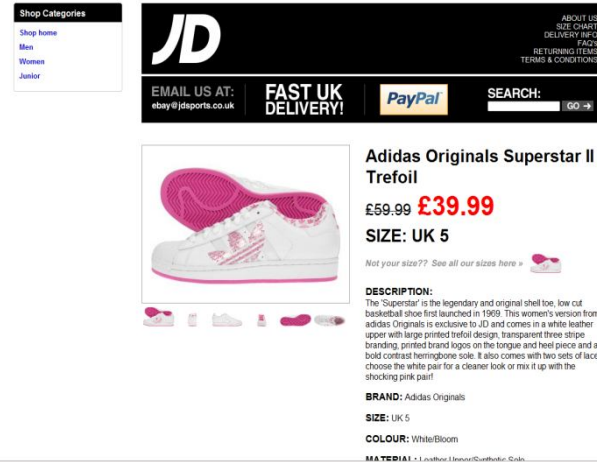 Shop Categories
Shop home
Men
Women
Junior
JD
ABOUT US
SIZE CHART
DELIVERY INFO
FAQ's
RETURNING ITEMS
TERMS & CONDITIONS
EMAIL US AT:
ebay@jdsports.co.uk
FAST UK
DELIVERY!
PayPal
SEARCH:
GO →
Adidas Originals Superstar II
Trefoil
£59.99 £39.99
SIZE: UK 5
Not your size?? See all our sizes here »
DESCRIPTION:
The 'Superstar' is the legendary and original shell toe, low cut
basketball shoe first launched in 1969. This women's version from
adidas Originals is exclusive to JD and comes in a white leather
upper with large printed trefoil design, transparent three stripe
branding, printed brand logos on the tongue and heel piece and a
bold contrast herringbone sole. It also comes with two sets of lace
choose the white pair for a cleaner look or mix it up with the
shocking pink pair!
BRAND: Adidas Originals
SIZE: UK 5
COLOUR: White/Bloom
MATERIAL: Leather Upper/Synthetic Sole